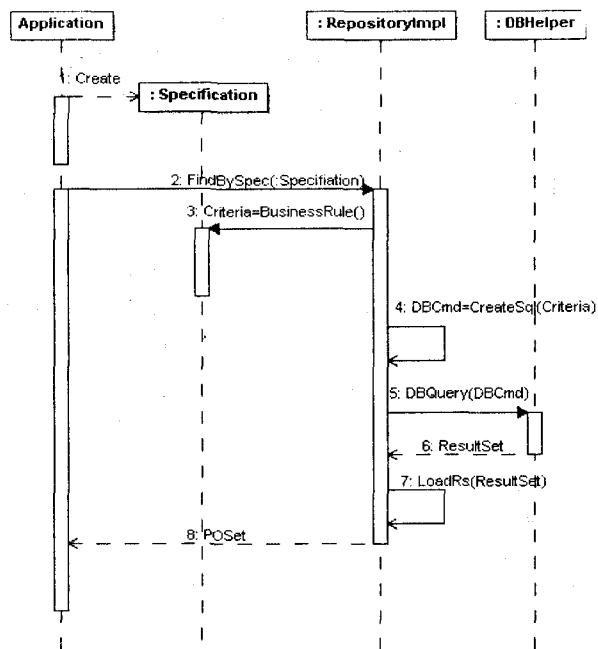 Application
: RepositoryImpl
: DBHelper
1: Create
: Specification
2: FindBySpec(:Specifiation)
3: Criteria=BusinessRule()
4: DBCmd=CreateSql(Criteria)
5: DBQuery(DBCmd)
6: ResultSet
7: LoadRs(ResultSet)
8: POSet